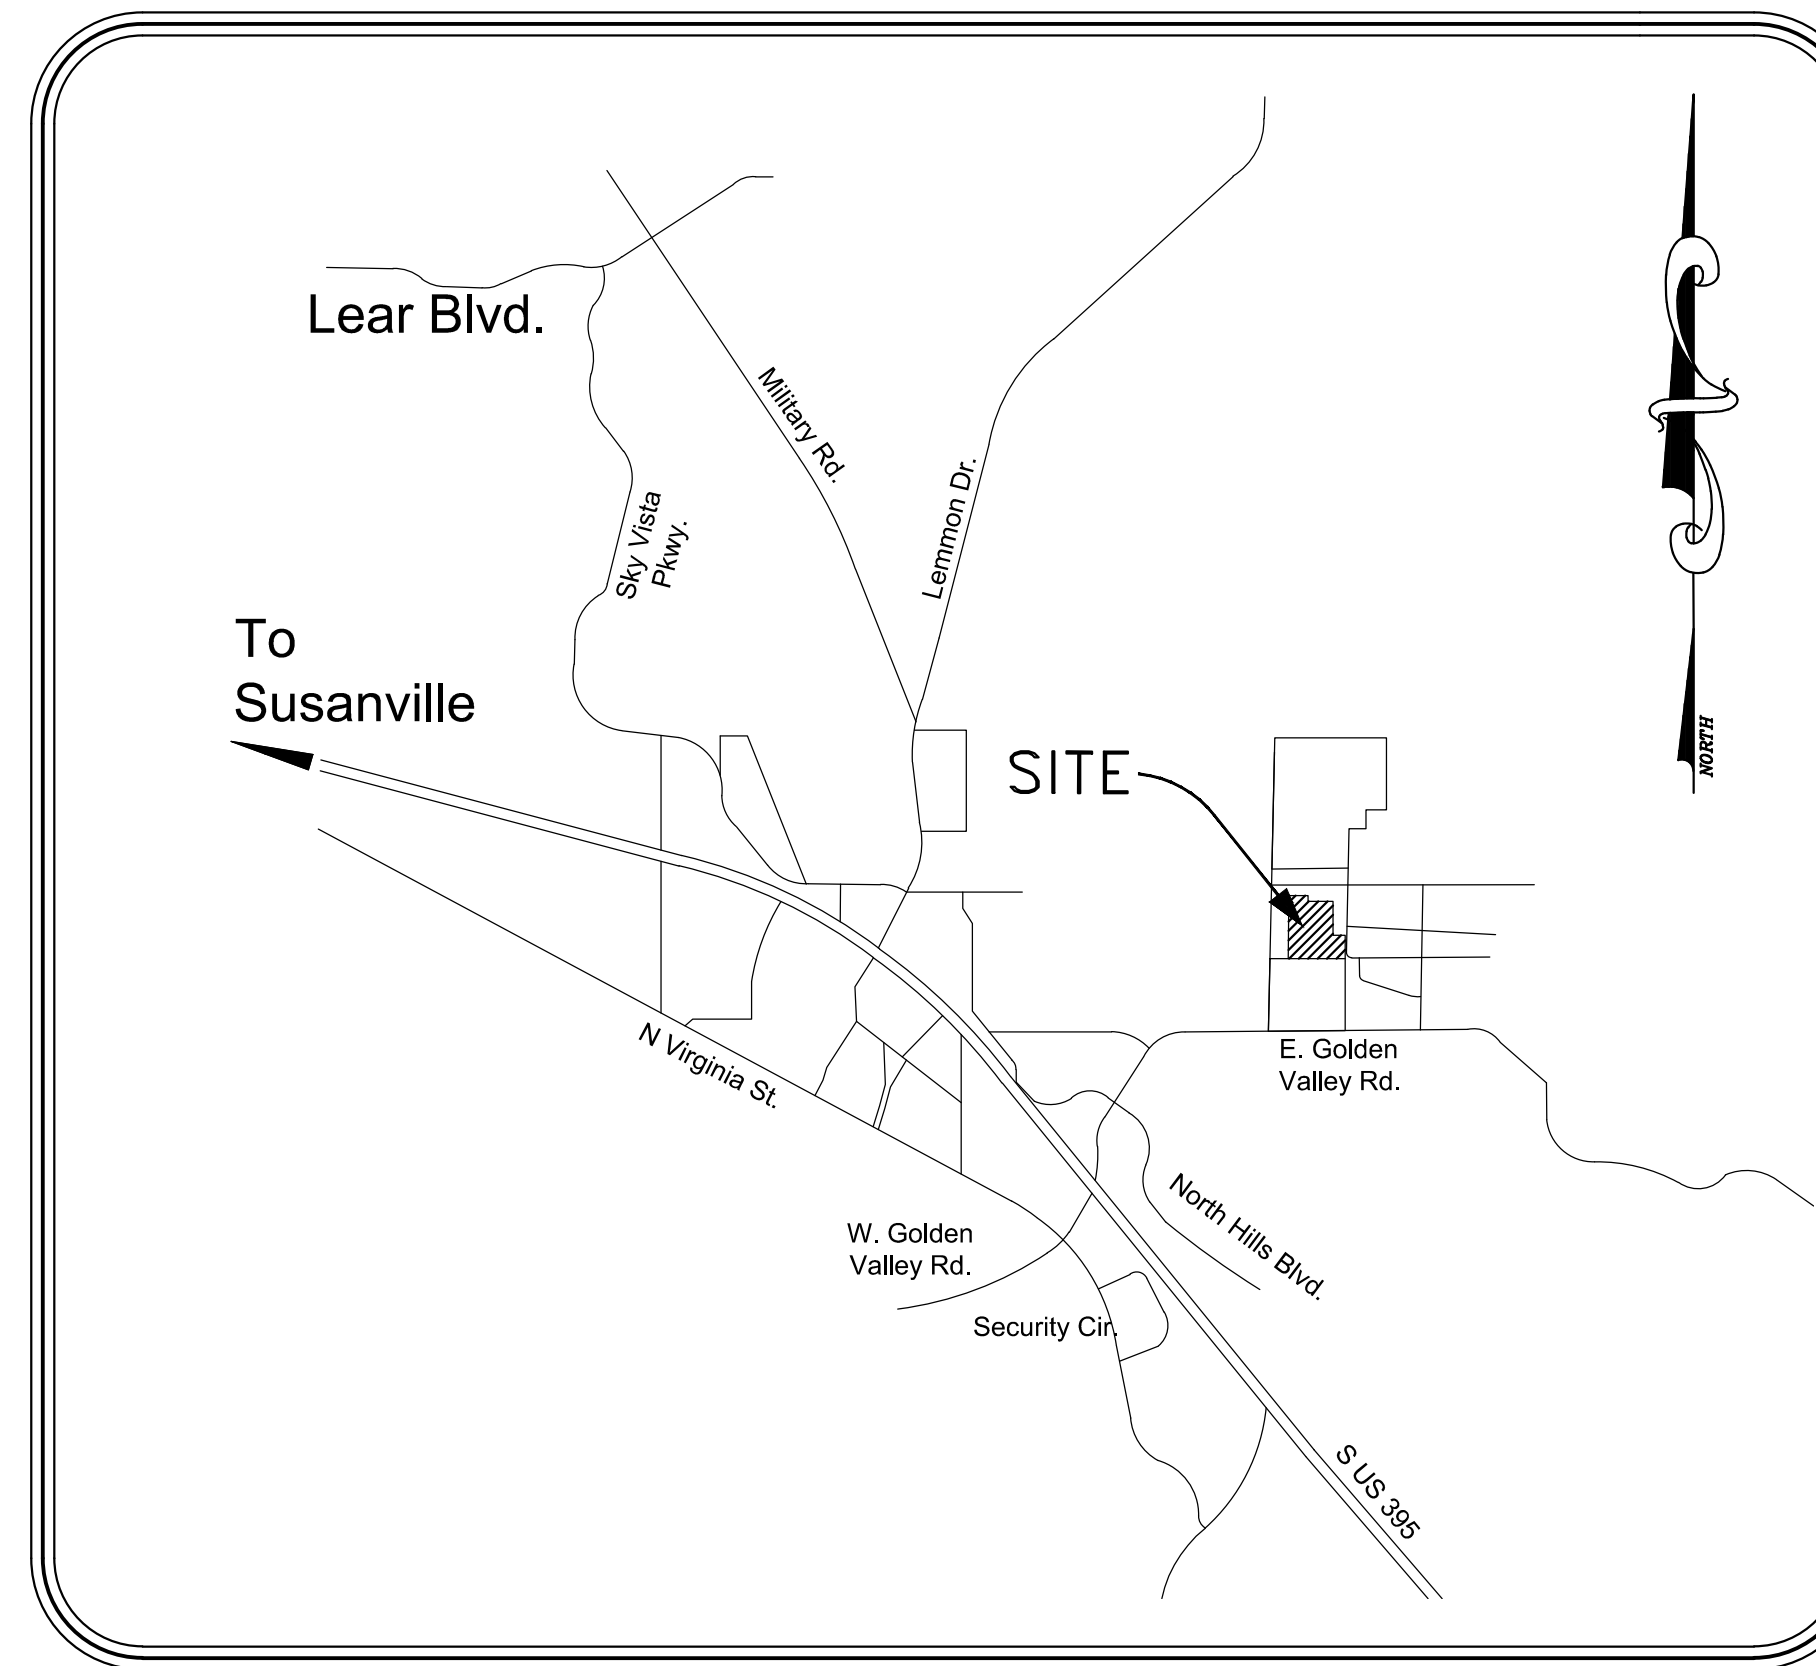 Lear Blvd.
Military Rd.
Lemmon Dr.
Sky Vista
Pkwy.
To
Susanville
SITE
NORTH
N Virginia St.
E. Golden
Valley Rd.
W. Golden
Valley Rd.
North Hills Blvd.
Security Cir.
S US 395